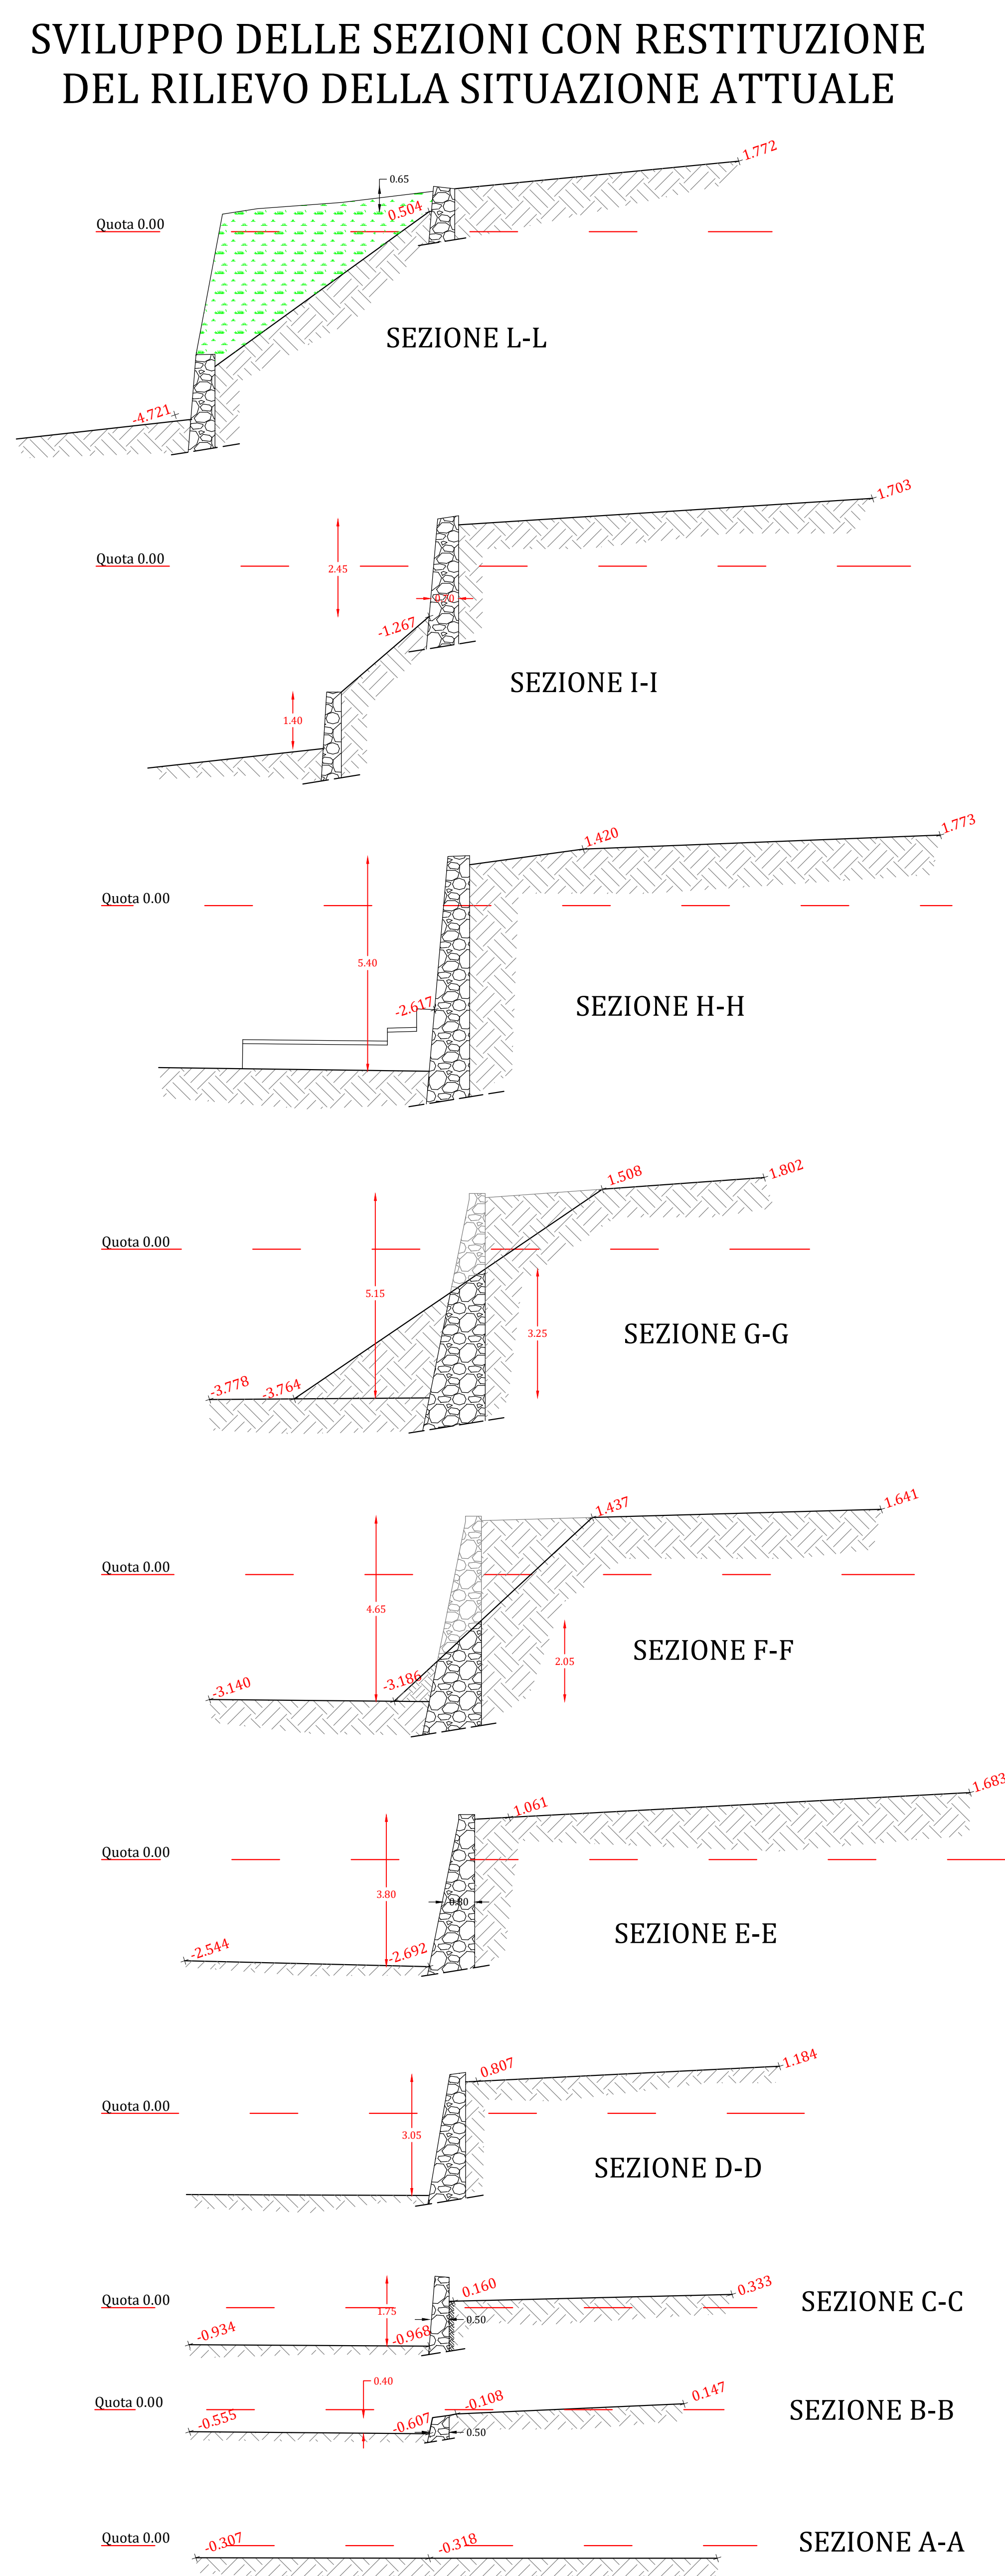 SVILUPPO DELLE SEZIONI CON RESTITUZIONE
DEL RILIEVO DELLA SITUAZIONE ATTUALE
1.772
0.65
0.504
Quota 0.00
SEZIONE L-L
-4.721
1.703
Quota 0.00
2.45
0.70
-1.267
SEZIONE I-I
1.40
1.773
1.420
Quota 0.00
5.40
-2.617
SEZIONE H-H
1.802
1.508
Quota 0.00
5.15
3.25
SEZIONE G-G
-3.778
-3.764
1.641
1.437
Quota 0.00
4.65
SEZIONE F-F
2.05
-3.186
-3.140
1.683
1.061
Quota 0.00
3.80
0.80
SEZIONE E-E
-2.544
-2.692
0.807
1.184
Quota 0.00
3.05
SEZIONE D-D
0.160
0.333
Quota 0.00
SEZIONE C-C
1.75
0.50
-0.934
-0.968
0.40
0.147
-0.108
Quota 0.00
SEZIONE B-B
-0.555
-0.607
0.50
Quota 0.00
-0.307
-0.318
SEZIONE A-A